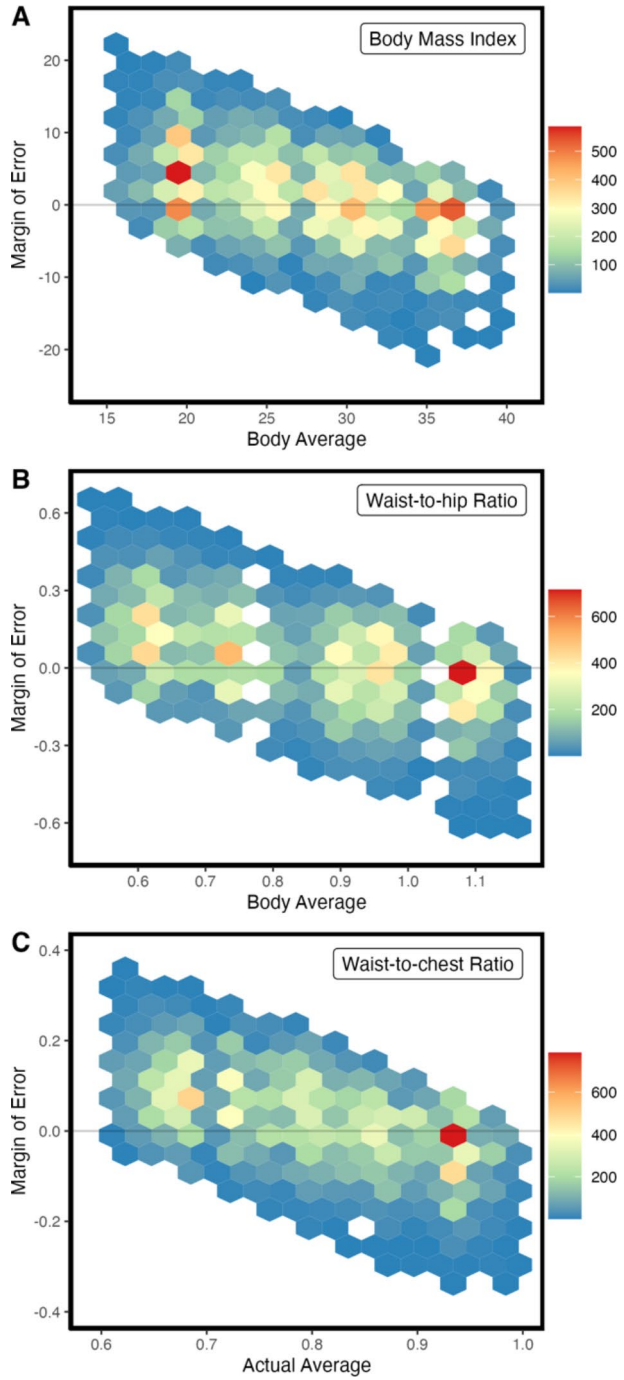 A
Body Mass Index
20
10
0
-10
-20
Margin of Error
15 20 25 30 35 40
Body Average
500
400
300
200
100
B
Waist-to-hip Ratio
0.6
0.3
0.0
-0.3
-0.6
Margin of Error
0.6 0.7 0.8 0.9 1.0 1.1
Body Average
600
400
200
C
Waist-to-chest Ratio
0.4
0.2
0.0
-0.2
-0.4
Margin of Error
0.6 0.7 0.8 0.9 1.0
Actual Average
600
400
200